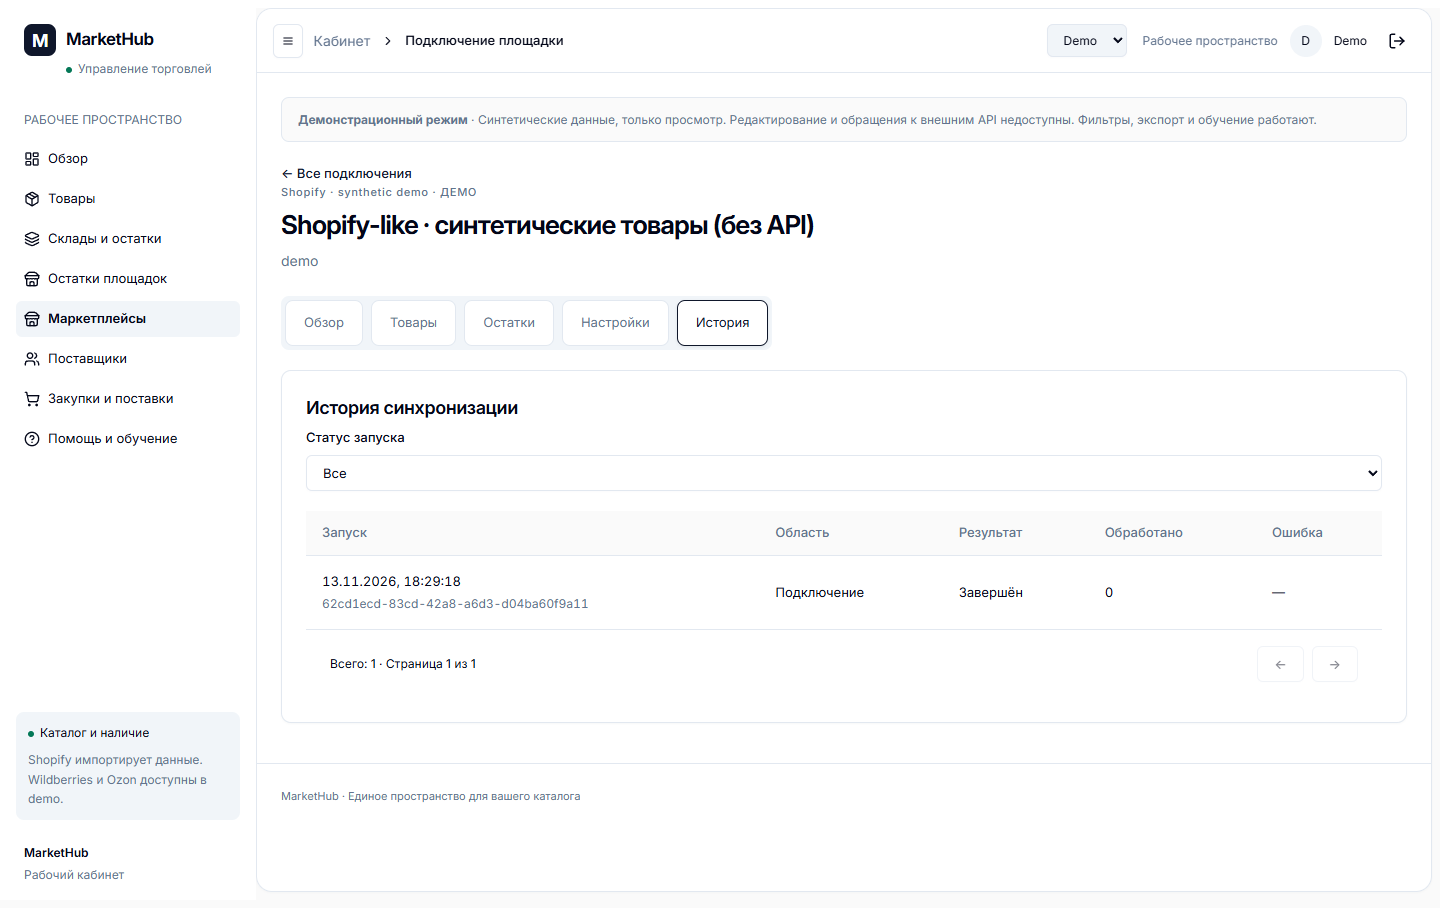 M MarketHub
Управление торговлей
РАБОЧЕЕ ПРОСТРАНСТВО
Обзор
Товары
Склады и остатки
Остатки площадок
Маркетплейсы
Поставщики
Закупки и поставки
Помощь и обучение
Каталог и наличие
Shopify импортирует данные.
Wildberries и Ozon доступны в
demo.
MarketHub
Рабочий кабинет
Кабинет > Подключение площадки
Demo Рабочее пространство D Demo
Демонстрационный режим · Синтетические данные, только просмотр. Редактирование и обращения к внешним API недоступны. Фильтры, экспорт и обучение работают.
← Все подключения
Shopify · synthetic demo · ДЕМО
Shopify-like · синтетические товары (без API)
demo
Обзор Товары Остатки Настройки История
История синхронизации
Статус запуска
Все
Запуск Область Результат Обработано Ошибка
13.11.2026, 18:29:18
62cd1ecd-83cd-42a8-a6d3-d04ba60f9a11
Подключение Завершён 0 —
Всего: 1 · Страница 1 из 1
← →
MarketHub · Единое пространство для вашего каталога